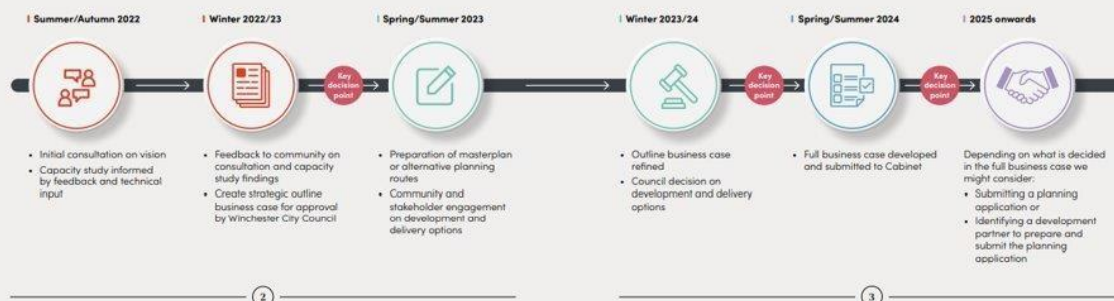 Summer/Autumn 2022
Winter 2022/23
Spring/Summer 2023
Winter 2023/24
Spring/Summer 2024
2025 onwards
Key
decision
point
Key
decision
point
Key
decision
point
• Initial consultation on vision
• Capacity study informed
by feedback and technical
input
• Feedback to community on
consultation and capacity
study findings
• Create strategic outline
business case for approval
by Winchester City Council
• Preparation of masterplan
or alternative planning
routes
• Community and
stakeholder engagement
on development and
delivery options
• Outline business case
refined
• Council decision on
development and delivery
options
• Full business case developed
and submitted to Cabinet
Depending on what is decided
in the full business case we
might consider:
• Submitting a planning
application or
• Identifying a development
partner to prepare and
submit the planning
application
2
3